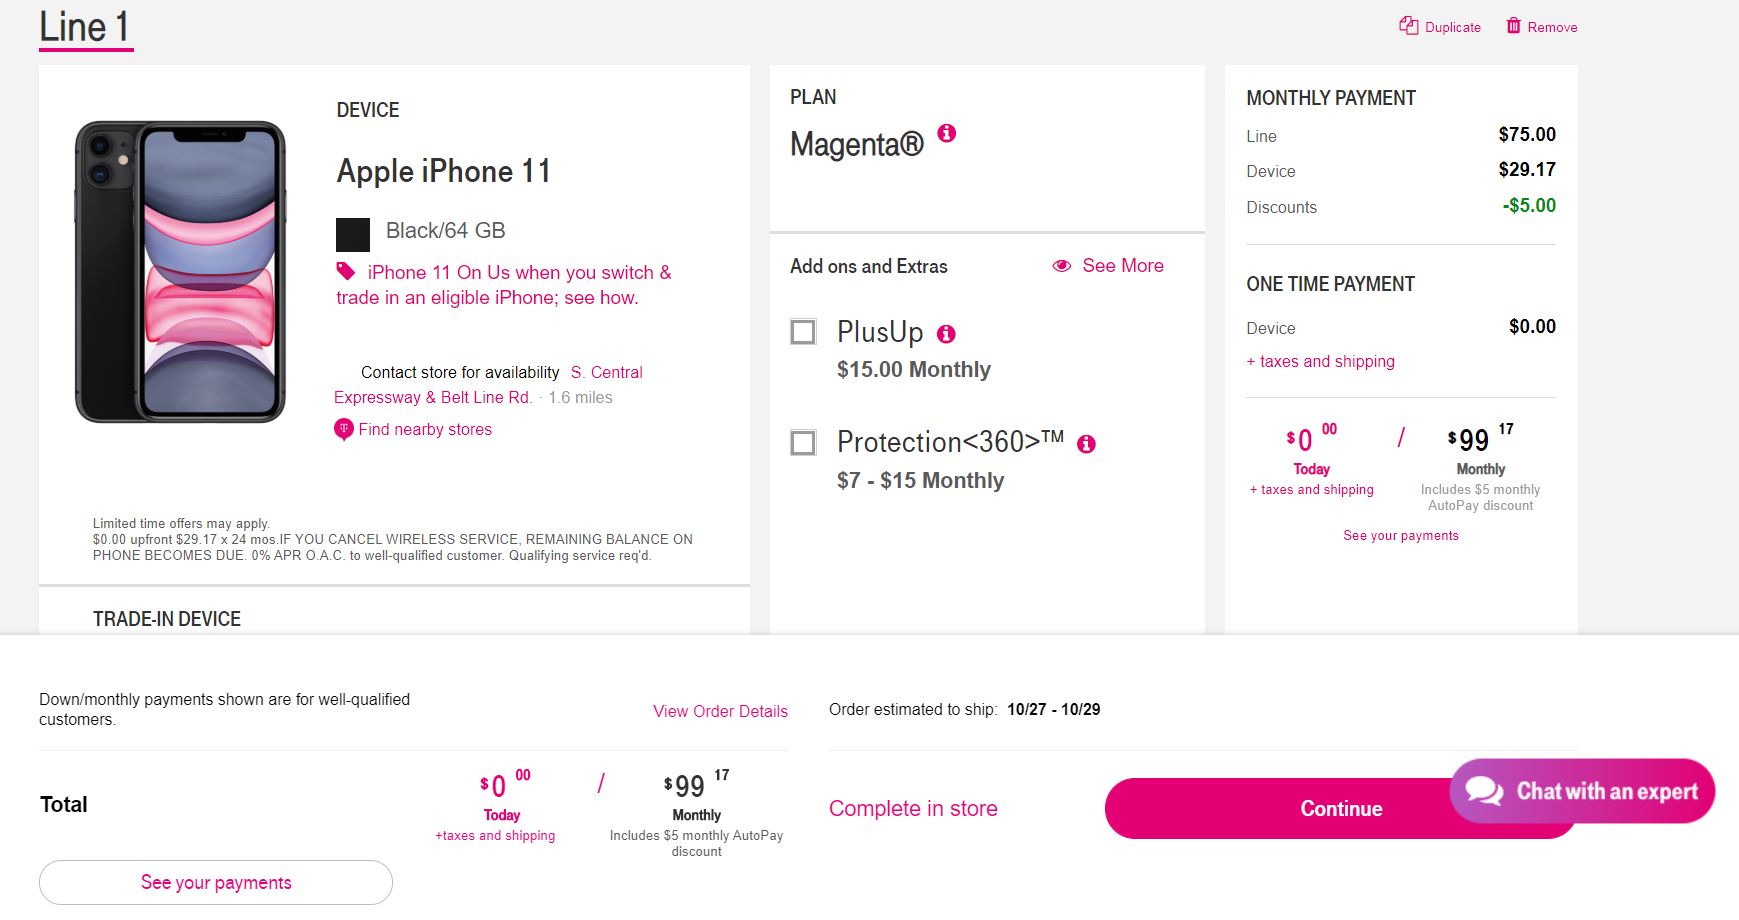 Line 1
Duplicate
Remove
DEVICE
Apple iPhone 11
Black/64 GB
iPhone 11 On Us when you switch &
trade in an eligible iPhone; see how.
Contact store for availability S. Central
Expressway & Belt Line Rd. · 1.6 miles
Find nearby stores
Limited time offers may apply.
$0.00 upfront $29.17 x 24 mos.IF YOU CANCEL WIRELESS SERVICE, REMAINING BALANCE ON
PHONE BECOMES DUE. 0% APR O.A.C. to well-qualified customer. Qualifying service req'd.
TRADE-IN DEVICE
PLAN
Magenta®
Add ons and Extras
See More
PlusUp
$15.00 Monthly
Protection<360>™
$7 - $15 Monthly
MONTHLY PAYMENT
Line $75.00
Device $29.17
Discounts -$5.00
ONE TIME PAYMENT
Device $0.00
+ taxes and shipping
$0 00 / $99 17
Today Monthly
+ taxes and shipping Includes $5 monthly
AutoPay discount
See your payments
Down/monthly payments shown are for well-qualified
customers.
View Order Details
Order estimated to ship: 10/27 - 10/29
Total
$0 00 / $99 17
Today Monthly
+taxes and shipping Includes $5 monthly AutoPay
discount
See your payments
Complete in store
Continue
Chat with an expert